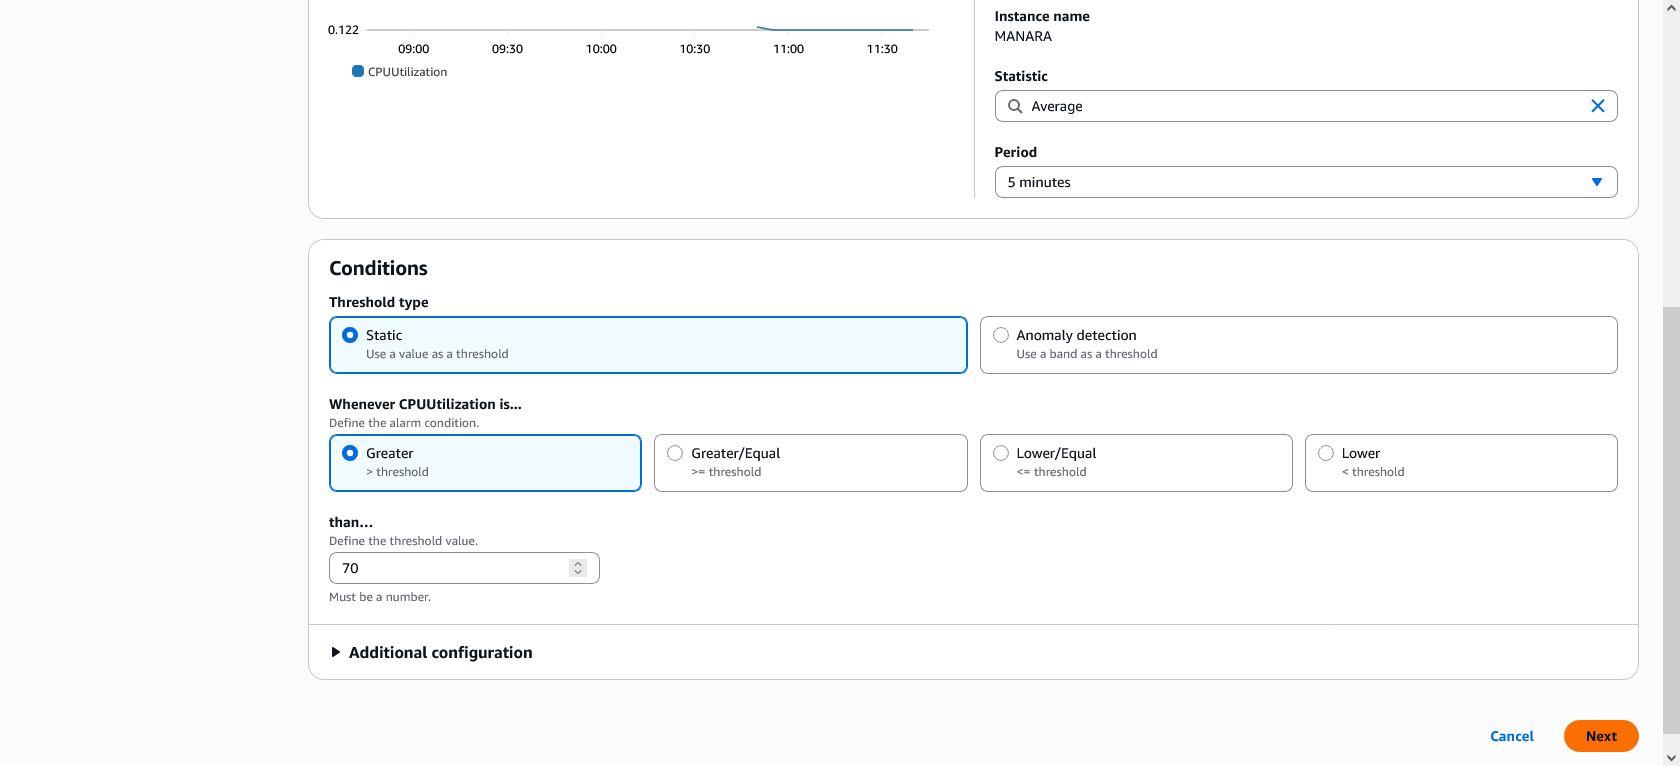 0.122
09:00 09:30 10:00 10:30 11:00 11:30
CPUUtilization
Instance name
MANARA
Statistic
Average
Period
5 minutes
Conditions
Threshold type
Static
Use a value as a threshold
Anomaly detection
Use a band as a threshold
Whenever CPUUtilization is...
Define the alarm condition.
Greater
> threshold
Greater/Equal
>= threshold
Lower/Equal
<= threshold
Lower
< threshold
than...
Define the threshold value.
70
Must be a number.
Additional configuration
Cancel
Next